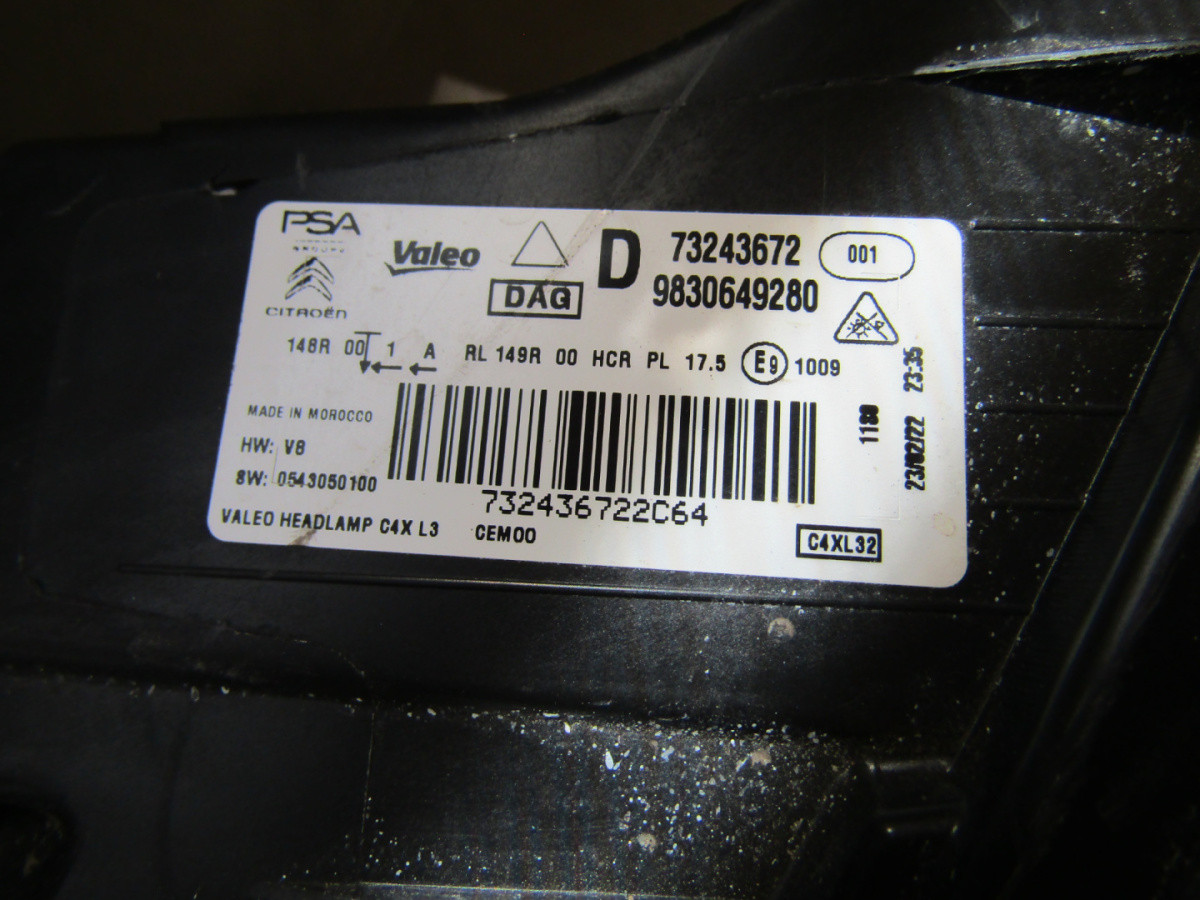 PSA
GROUPE
CITROËN
Valeo
DAG
D
73243672
9830649280
001
148R 00 1 A RL 149R 00 HCR PL 17.5 E9 1009
MADE IN MOROCCO
HW: V8
SW: 0543050100
732436722C64
VALEO HEADLAMP C4X L3 CEM00
C4XL32
23/02/22 23:35